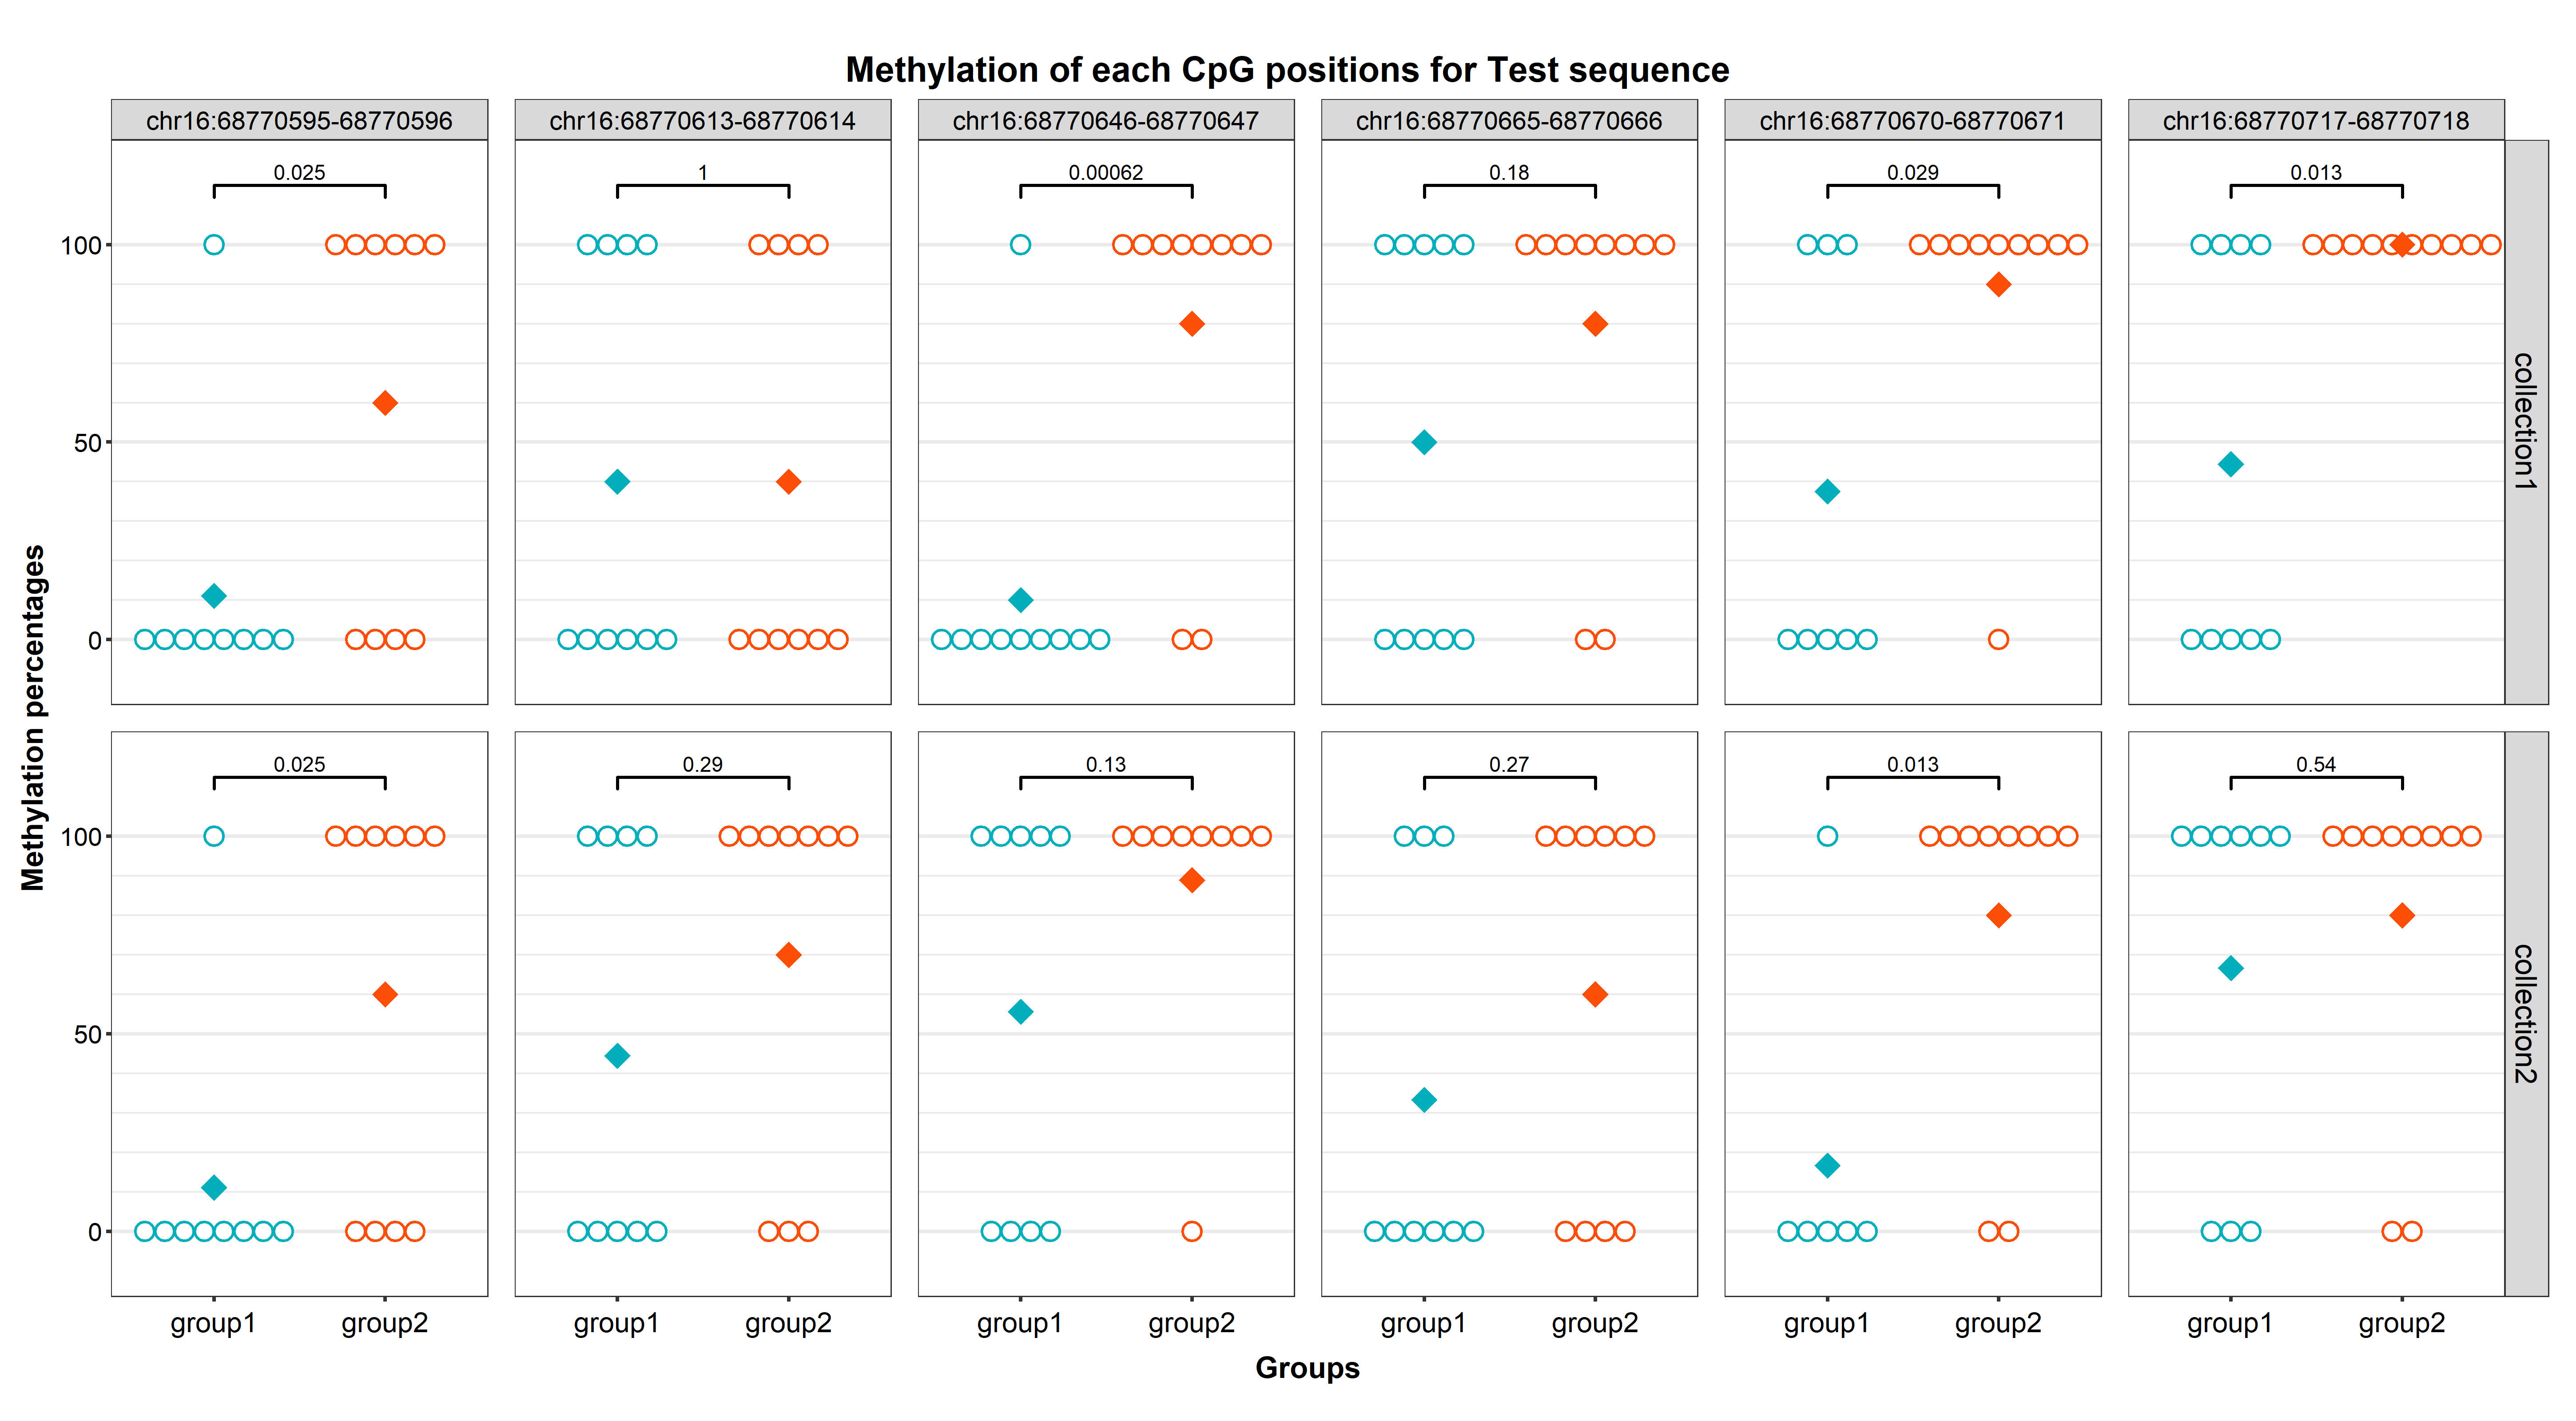 Methylation of each CpG positions for Test sequence
chr16:68770595-68770596
chr16:68770613-68770614
chr16:68770646-68770647
chr16:68770665-68770666
chr16:68770670-68770671
chr16:68770717-68770718
0.025
1
0.00062
0.18
0.029
0.013
100
50
0
collection1
Methylation percentages
0.025
0.29
0.13
0.27
0.013
0.54
100
50
0
collection2
group1
group2
group1
group2
group1
group2
group1
group2
group1
group2
group1
group2
Groups